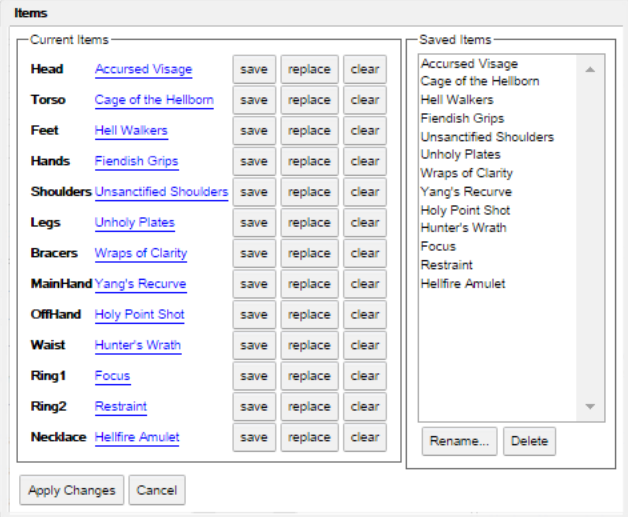 Items
Current Items
Head Accursed Visage save replace clear
Torso Cage of the Hellborn save replace clear
Feet Hell Walkers save replace clear
Hands Fiendish Grips save replace clear
Shoulders Unsanctified Shoulders save replace clear
Legs Unholy Plates save replace clear
Bracers Wraps of Clarity save replace clear
MainHand Yang's Recurve save replace clear
OffHand Holy Point Shot save replace clear
Waist Hunter's Wrath save replace clear
Ring1 Focus save replace clear
Ring2 Restraint save replace clear
Necklace Hellfire Amulet save replace clear
Saved Items
Accursed Visage
Cage of the Hellborn
Hell Walkers
Fiendish Grips
Unsanctified Shoulders
Unholy Plates
Wraps of Clarity
Yang's Recurve
Holy Point Shot
Hunter's Wrath
Focus
Restraint
Hellfire Amulet
Rename... Delete
Apply Changes Cancel